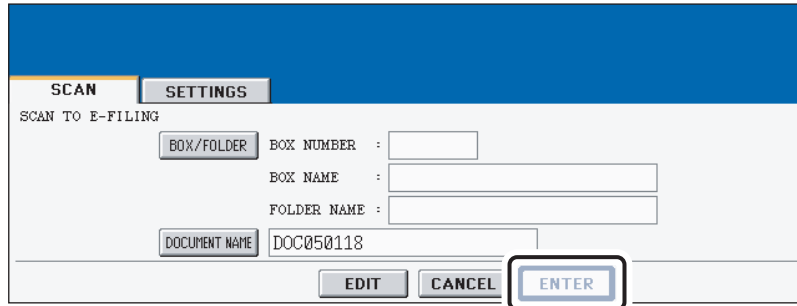 SCAN SETTINGS
SCAN TO E-FILING
BOX/FOLDER BOX NUMBER :
BOX NAME :
FOLDER NAME :
DOCUMENT NAME DOC050118
EDIT CANCEL ENTER